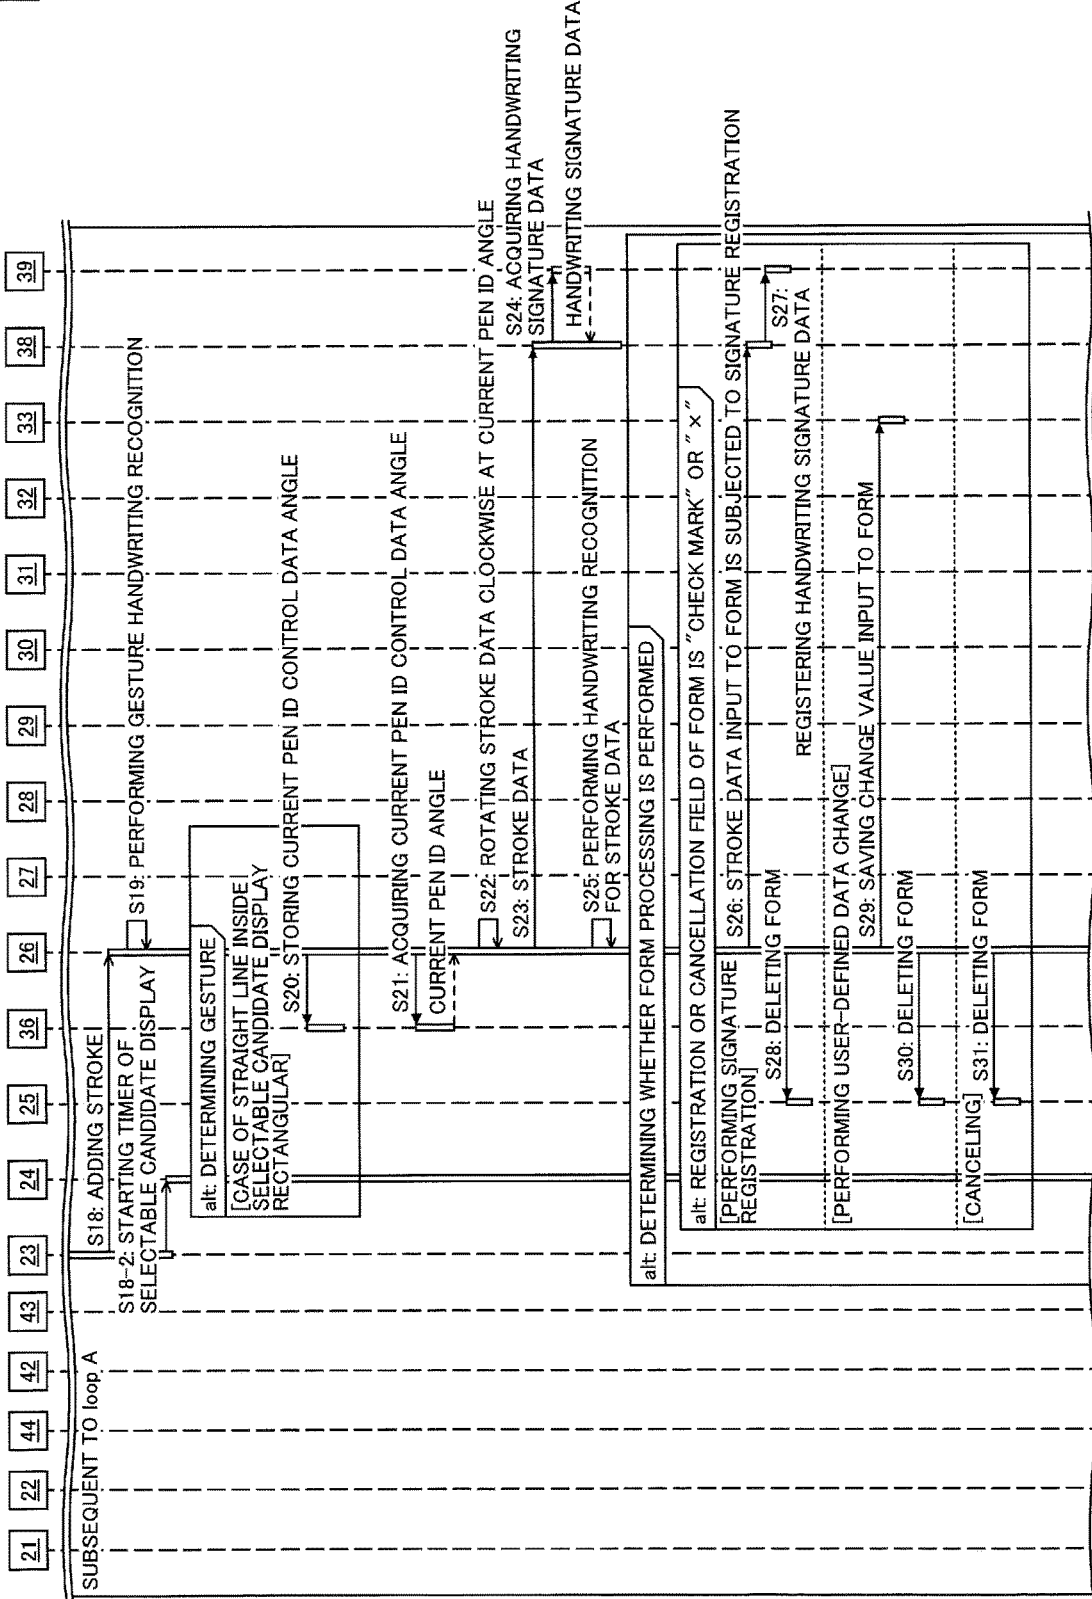 21
22
44
42
43
23
24
25
36
26
27
28
29
30
31
32
33
38
39
SUBSEQUENT TO loop A
S18: ADDING STROKE
S19: PERFORMING GESTURE HANDWRITING RECOGNITION
S18-2: STARTING TIMER OF
SELECTABLE CANDIDATE DISPLAY
alt: DETERMINING GESTURE
[CASE OF STRAIGHT LINE INSIDE
SELECTABLE CANDIDATE DISPLAY
RECTANGULAR]
S20: STORING CURRENT PEN ID CONTROL DATA ANGLE
S21: ACQUIRING CURRENT PEN ID CONTROL DATA ANGLE
CURRENT PEN ID ANGLE
S22: ROTATING STROKE DATA CLOCKWISE AT CURRENT PEN ID ANGLE
S23: STROKE DATA
S24: ACQUIRING HANDWRITING
SIGNATURE DATA
HANDWRITING SIGNATURE DATA
S25: PERFORMING HANDWRITING RECOGNITION
FOR STROKE DATA
alt: DETERMINING WHETHER FORM PROCESSING IS PERFORMED
alt: REGISTRATION OR CANCELLATION FIELD OF FORM IS "CHECK MARK" OR "×"
[PERFORMING SIGNATURE
REGISTRATION]
S26: STROKE DATA INPUT TO FORM IS SUBJECTED TO SIGNATURE REGISTRATION
S27:
REGISTERING HANDWRITING SIGNATURE DATA
S28: DELETING FORM
[PERFORMING USER-DEFINED DATA CHANGE]
S29: SAVING CHANGE VALUE INPUT TO FORM
S30: DELETING FORM
[CANCELING]
S31: DELETING FORM